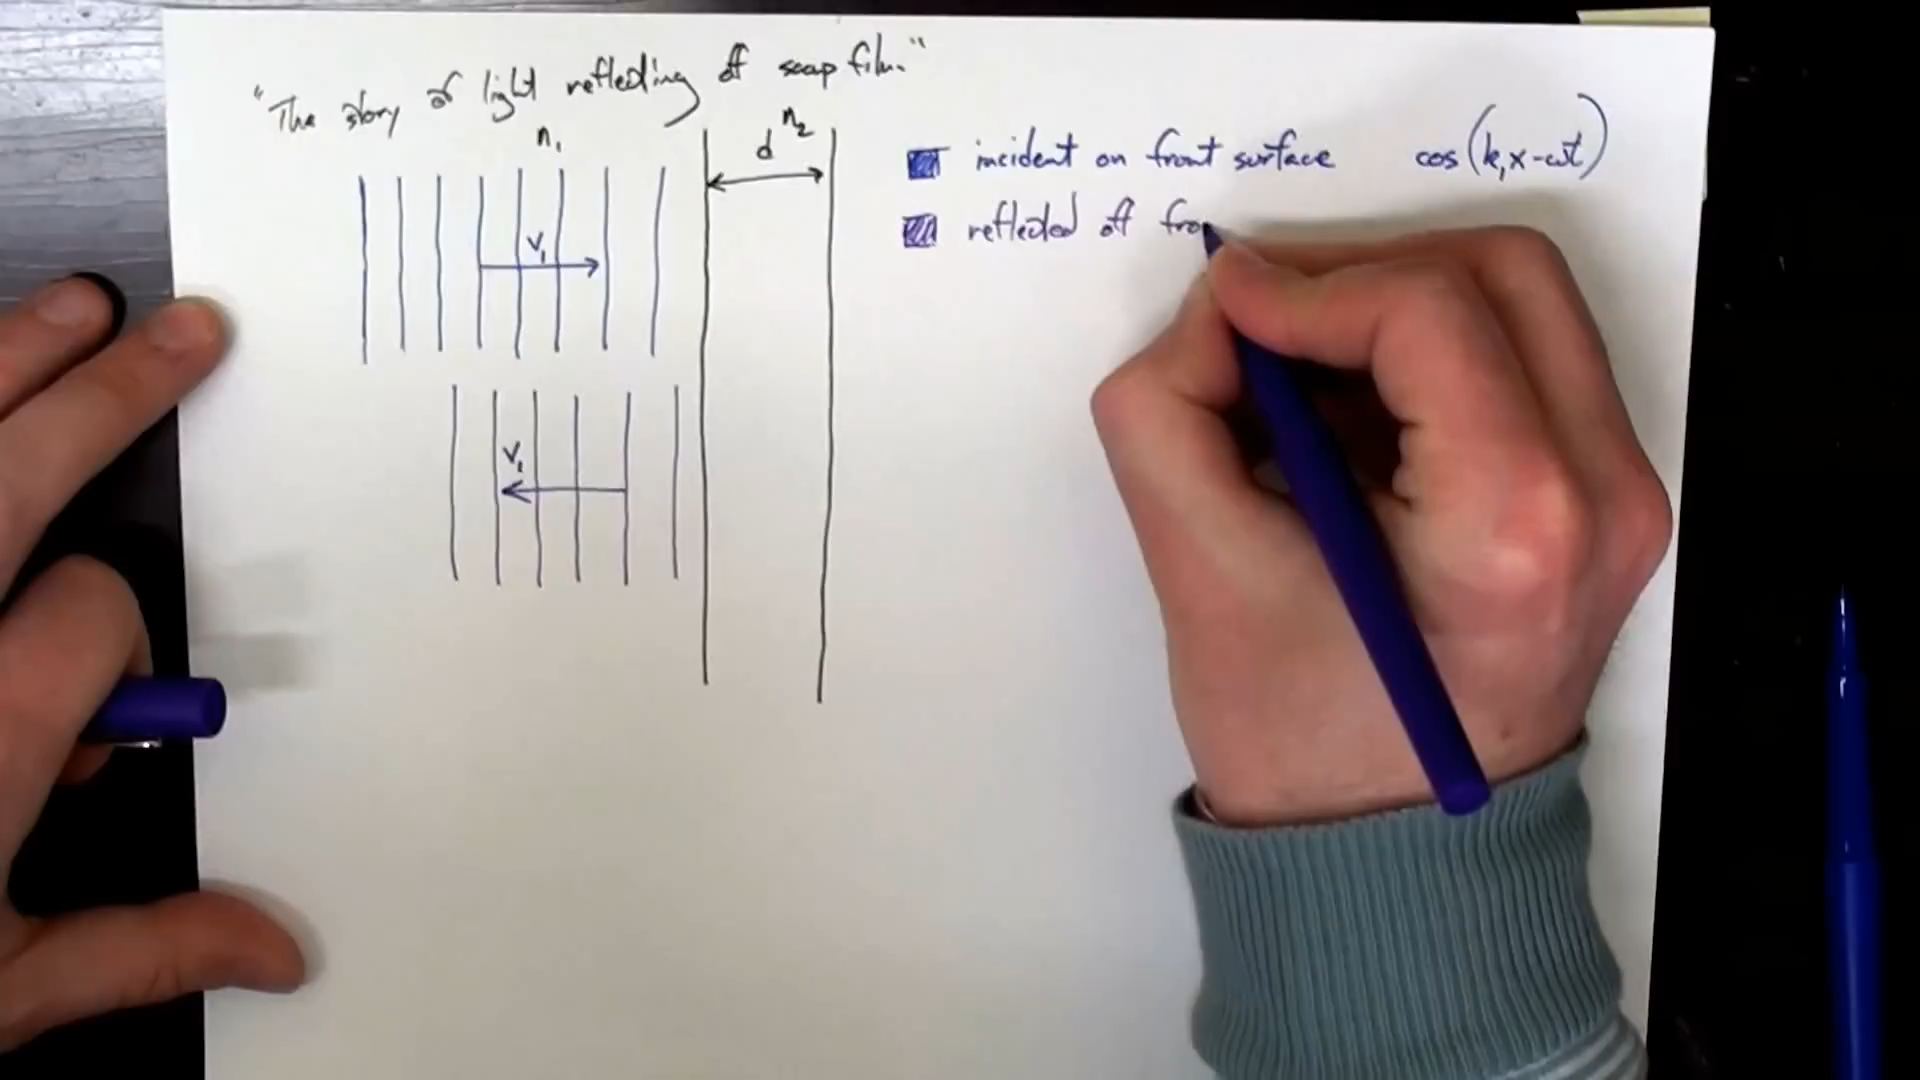 "The story of light reflecting off soap film."
n₁
d
n₂
v₁
v₁
incident on front surface cos(k₁x-ωt)
reflected off fro